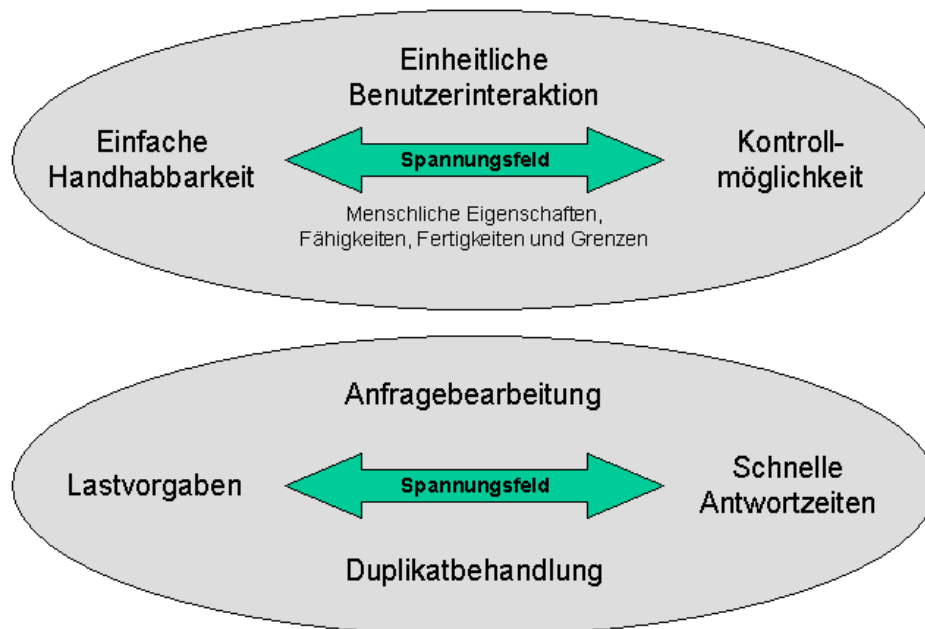 Einheitliche
Benutzerinteraktion
Einfache
Handhabbarkeit
Spannungsfeld
Kontroll-
möglichkeit
Menschliche Eigenschaften,
Fähigkeiten, Fertigkeiten und Grenzen
Anfragebearbeitung
Lastvorgaben
Spannungsfeld
Schnelle
Antwortzeiten
Duplikatbehandlung